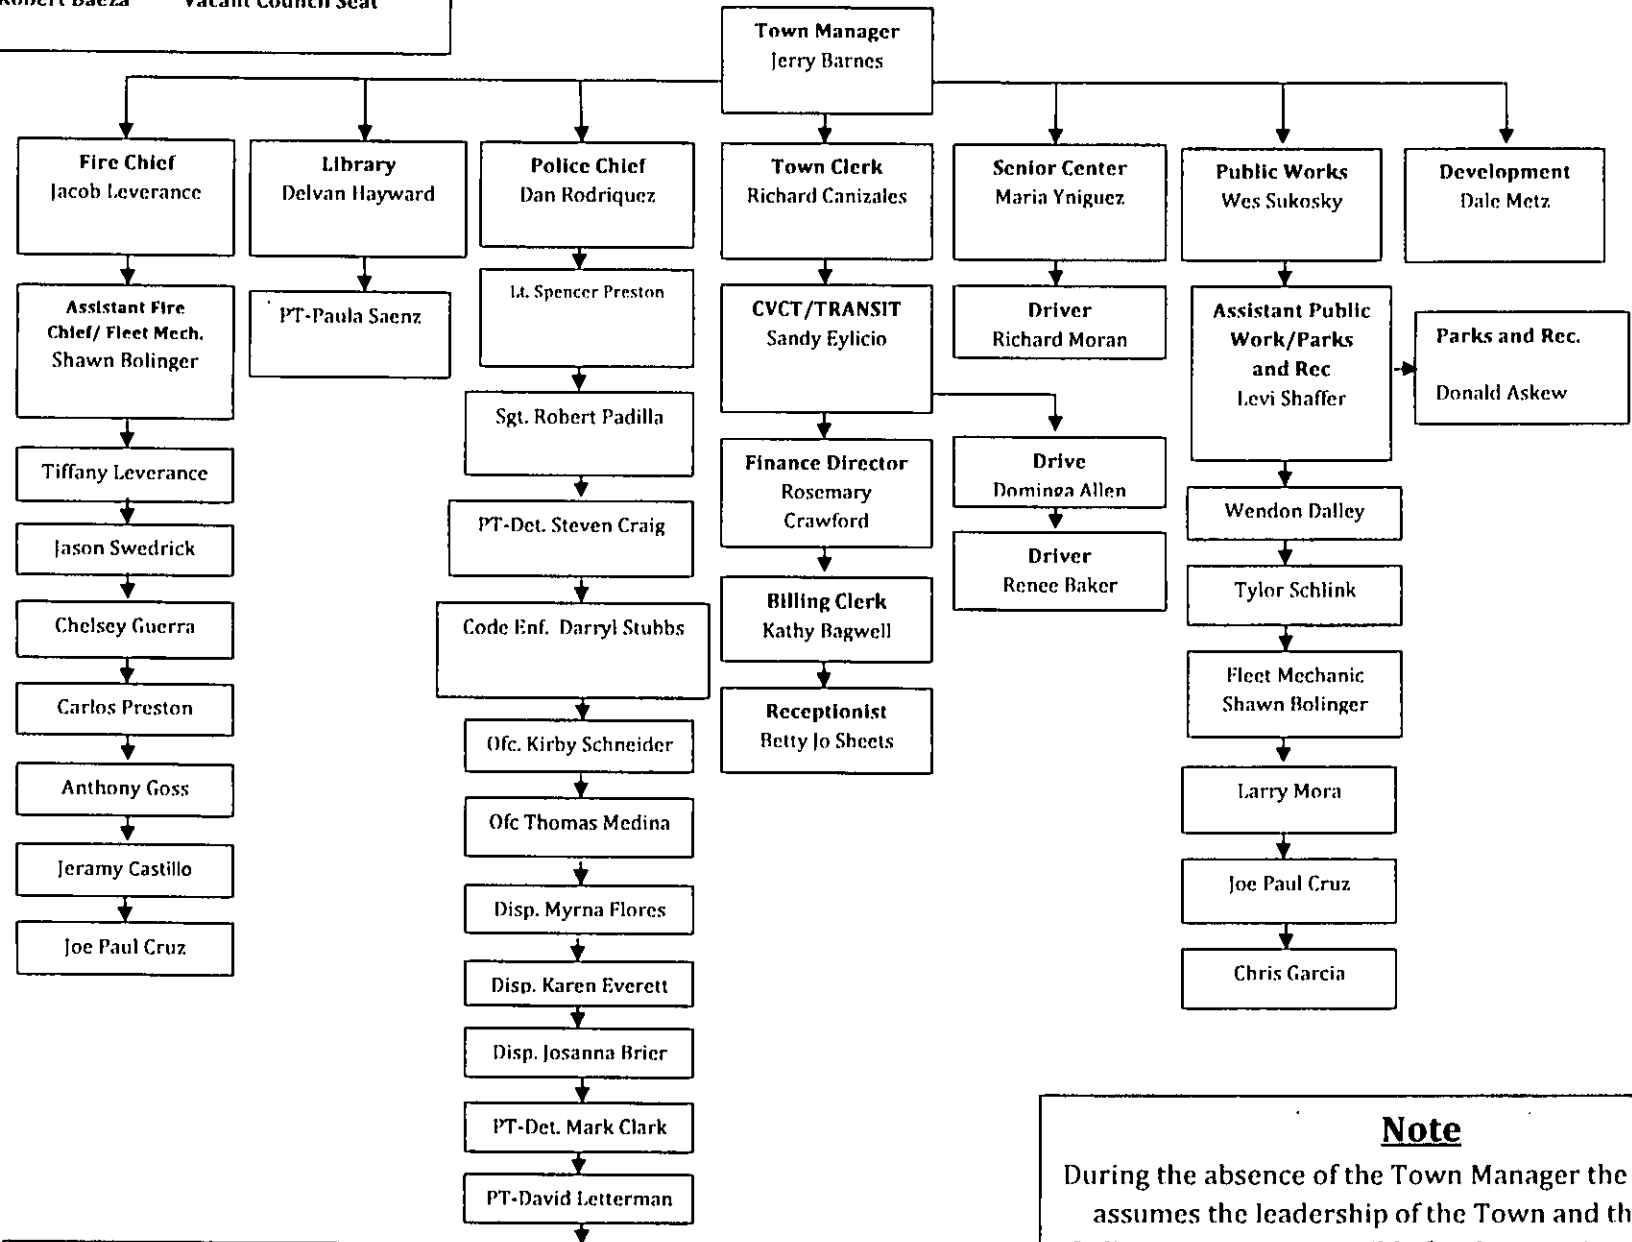 Robert Baeza Vacant Council Seat
Town Manager
Jerry Barnes
Fire Chief
Jacob Leverance
Library
Delvan Hayward
Police Chief
Dan Rodriquez
Town Clerk
Richard Canizales
Senior Center
Maria Yniguez
Public Works
Wes Sukosky
Development
Dale Metz
Assistant Fire
Chief/ Fleet Mech.
Shawn Bolinger
Tiffany Leverance
Jason Swedrick
Chelsey Guerra
Carlos Preston
Anthony Goss
Jeramy Castillo
Joe Paul Cruz
PT-Paula Saenz
Lt. Spencer Preston
Sgt. Robert Padilla
PT-Det. Steven Craig
Code Enf. Darryl Stubbs
Ofc. Kirby Schneider
Ofc Thomas Medina
Disp. Myrna Flores
Disp. Karen Everett
Disp. Josanna Brier
PT-Det. Mark Clark
PT-David Letterman
CVCT/TRANSIT
Sandy Eylicio
Finance Director
Rosemary
Crawford
Billing Clerk
Kathy Bagwell
Receptionist
Betty Jo Sheets
Driver
Richard Moran
Drive
Dominga Allen
Driver
Renee Baker
Assistant Public
Work/Parks
and Rec
Levi Shaffer
Parks and Rec.
Donald Askew
Wendon Dalley
Tylor Schlink
Fleet Mechanic
Shawn Bolinger
Larry Mora
Joe Paul Cruz
Chris Garcia
Note
During the absence of the Town Manager the
assumes the leadership of the Town and th